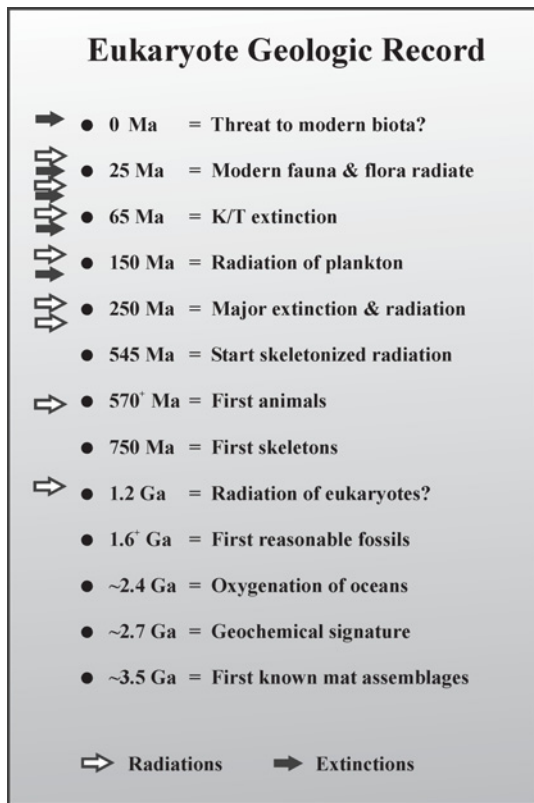 Eukaryote Geologic Record
● 0 Ma = Threat to modern biota?
● 25 Ma = Modern fauna & flora radiate
● 65 Ma = K/T extinction
● 150 Ma = Radiation of plankton
● 250 Ma = Major extinction & radiation
● 545 Ma = Start skeletonized radiation
● 570⁺ Ma = First animals
● 750 Ma = First skeletons
● 1.2 Ga = Radiation of eukaryotes?
● 1.6⁺ Ga = First reasonable fossils
● ~2.4 Ga = Oxygenation of oceans
● ~2.7 Ga = Geochemical signature
● ~3.5 Ga = First known mat assemblages
Radiations Extinctions